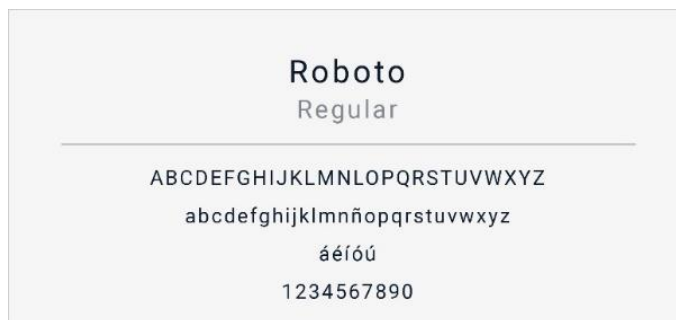 Roboto
Regular
ABCDEFGHIJKLMNLOPQRSTUVWXYZ
abcdefghijklmnñopqrstuvwxyz
áéíóú
1234567890